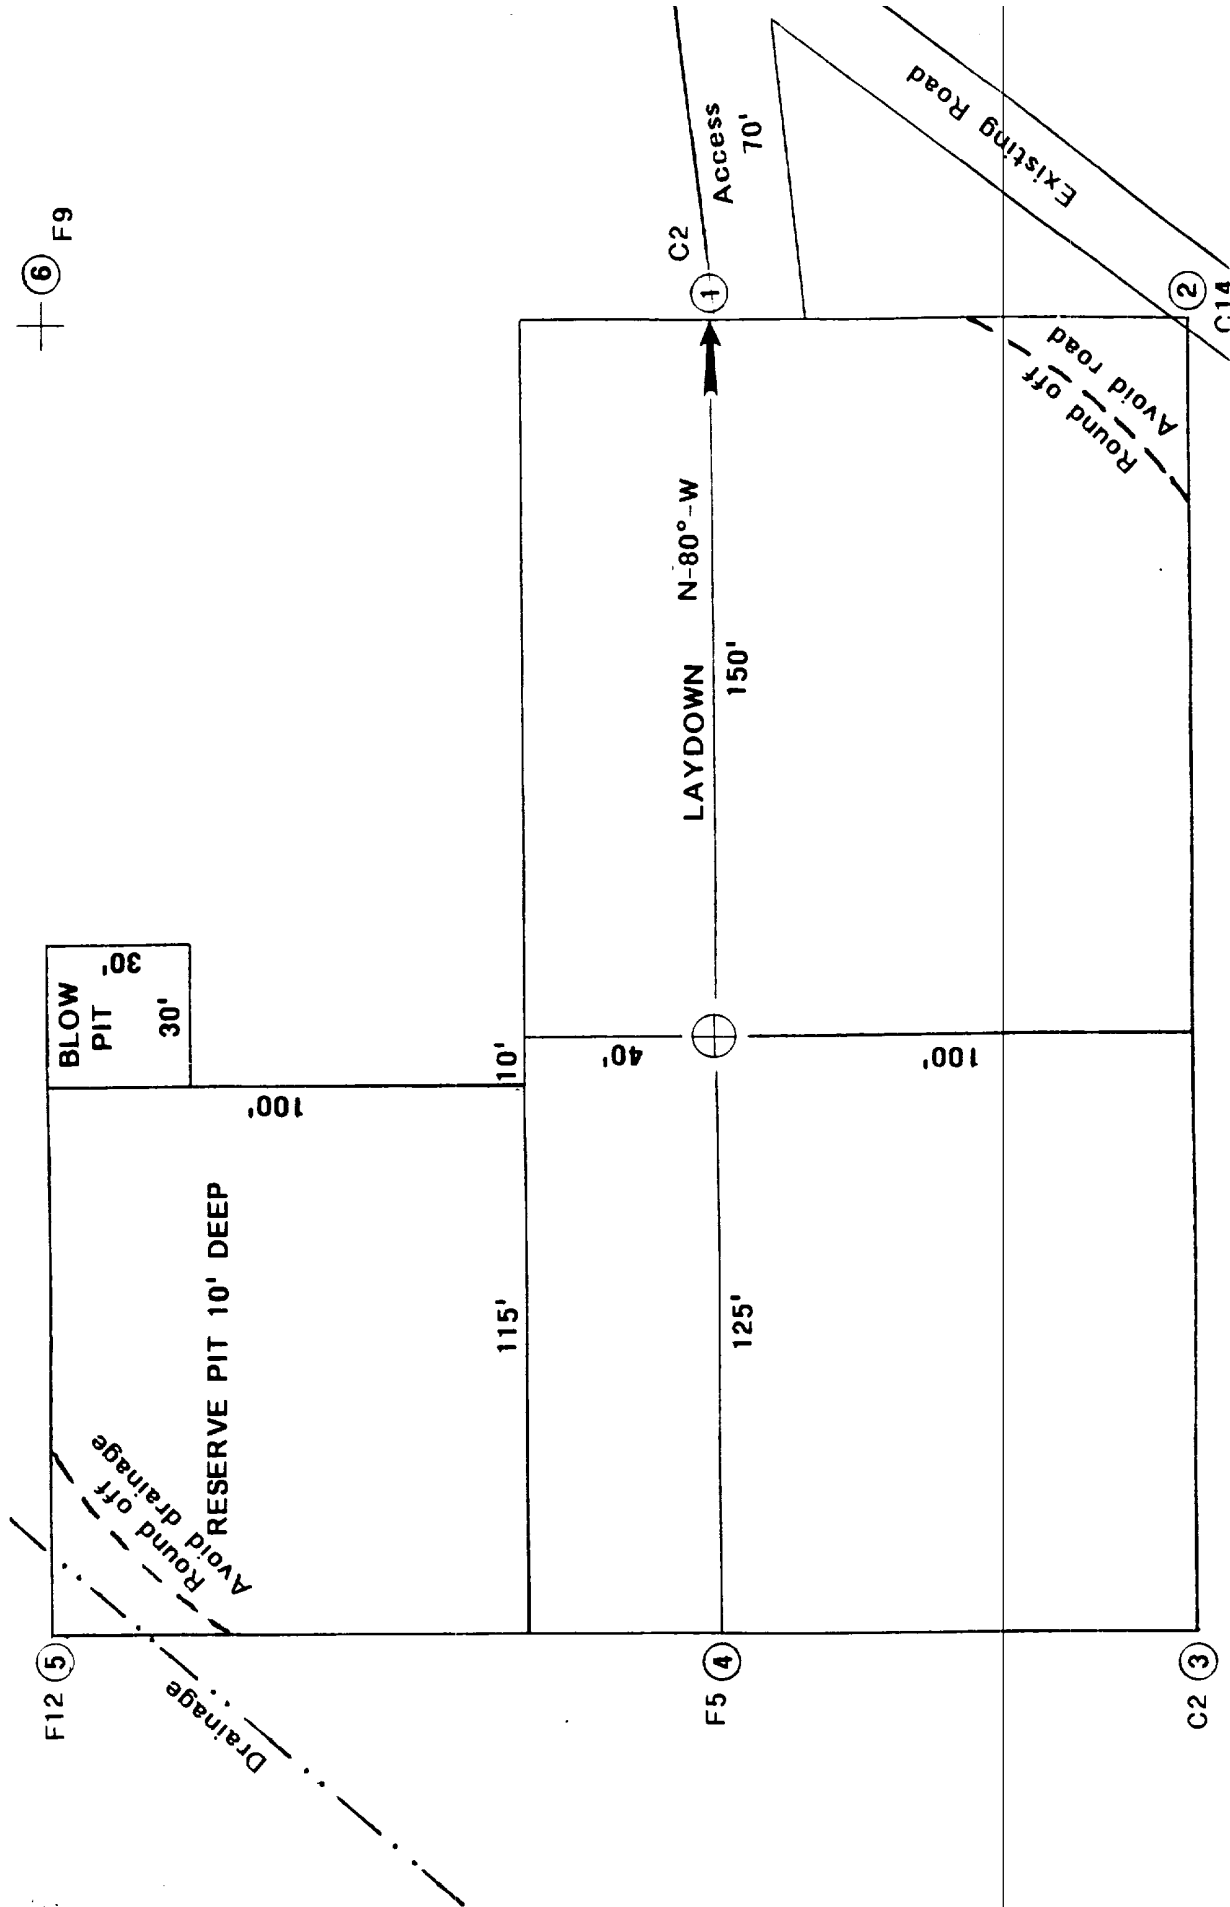 6
F9
Access
70'
Existing Road
C2
1
2
C14
Avoid road
Round off
LAYDOWN N-80°-W
150'
BLOW
PIT
30'
30'
10'
40'
100'
100'
RESERVE PIT 10' DEEP
115'
125'
Round off
Avoid drainage
Drainage
F12 5
F5 4
C2 3